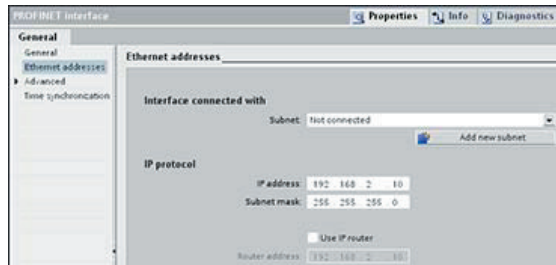 PROFINET interface
Properties
Info
Diagnostics
General
General
Ethernet addresses
Advanced
Time synchronization
Ethernet addresses
Interface connected with
Subnet: Not connected
Add new subnet
IP protocol
IP address: 192 . 168 . 2 . 10
Subnet mask: 255 . 255 . 255 . 0
Use IP router
Router address: 192 . 168 . 2 . 10